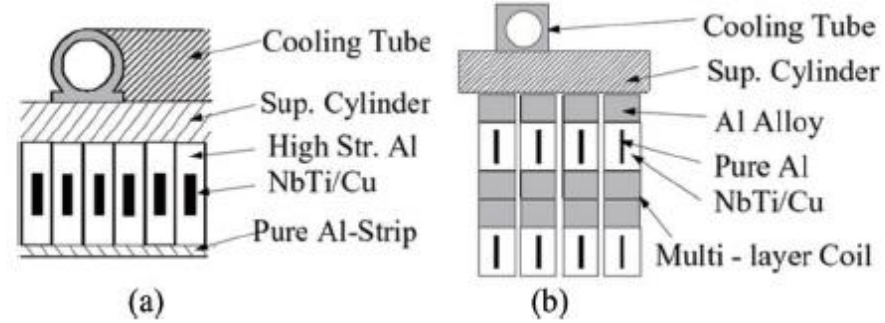 Cooling Tube
Sup. Cylinder
High Str. Al
NbTi/Cu
Pure Al-Strip
(a)
Cooling Tube
Sup. Cylinder
Al Alloy
Pure Al
NbTi/Cu
Multi - layer Coil
(b)